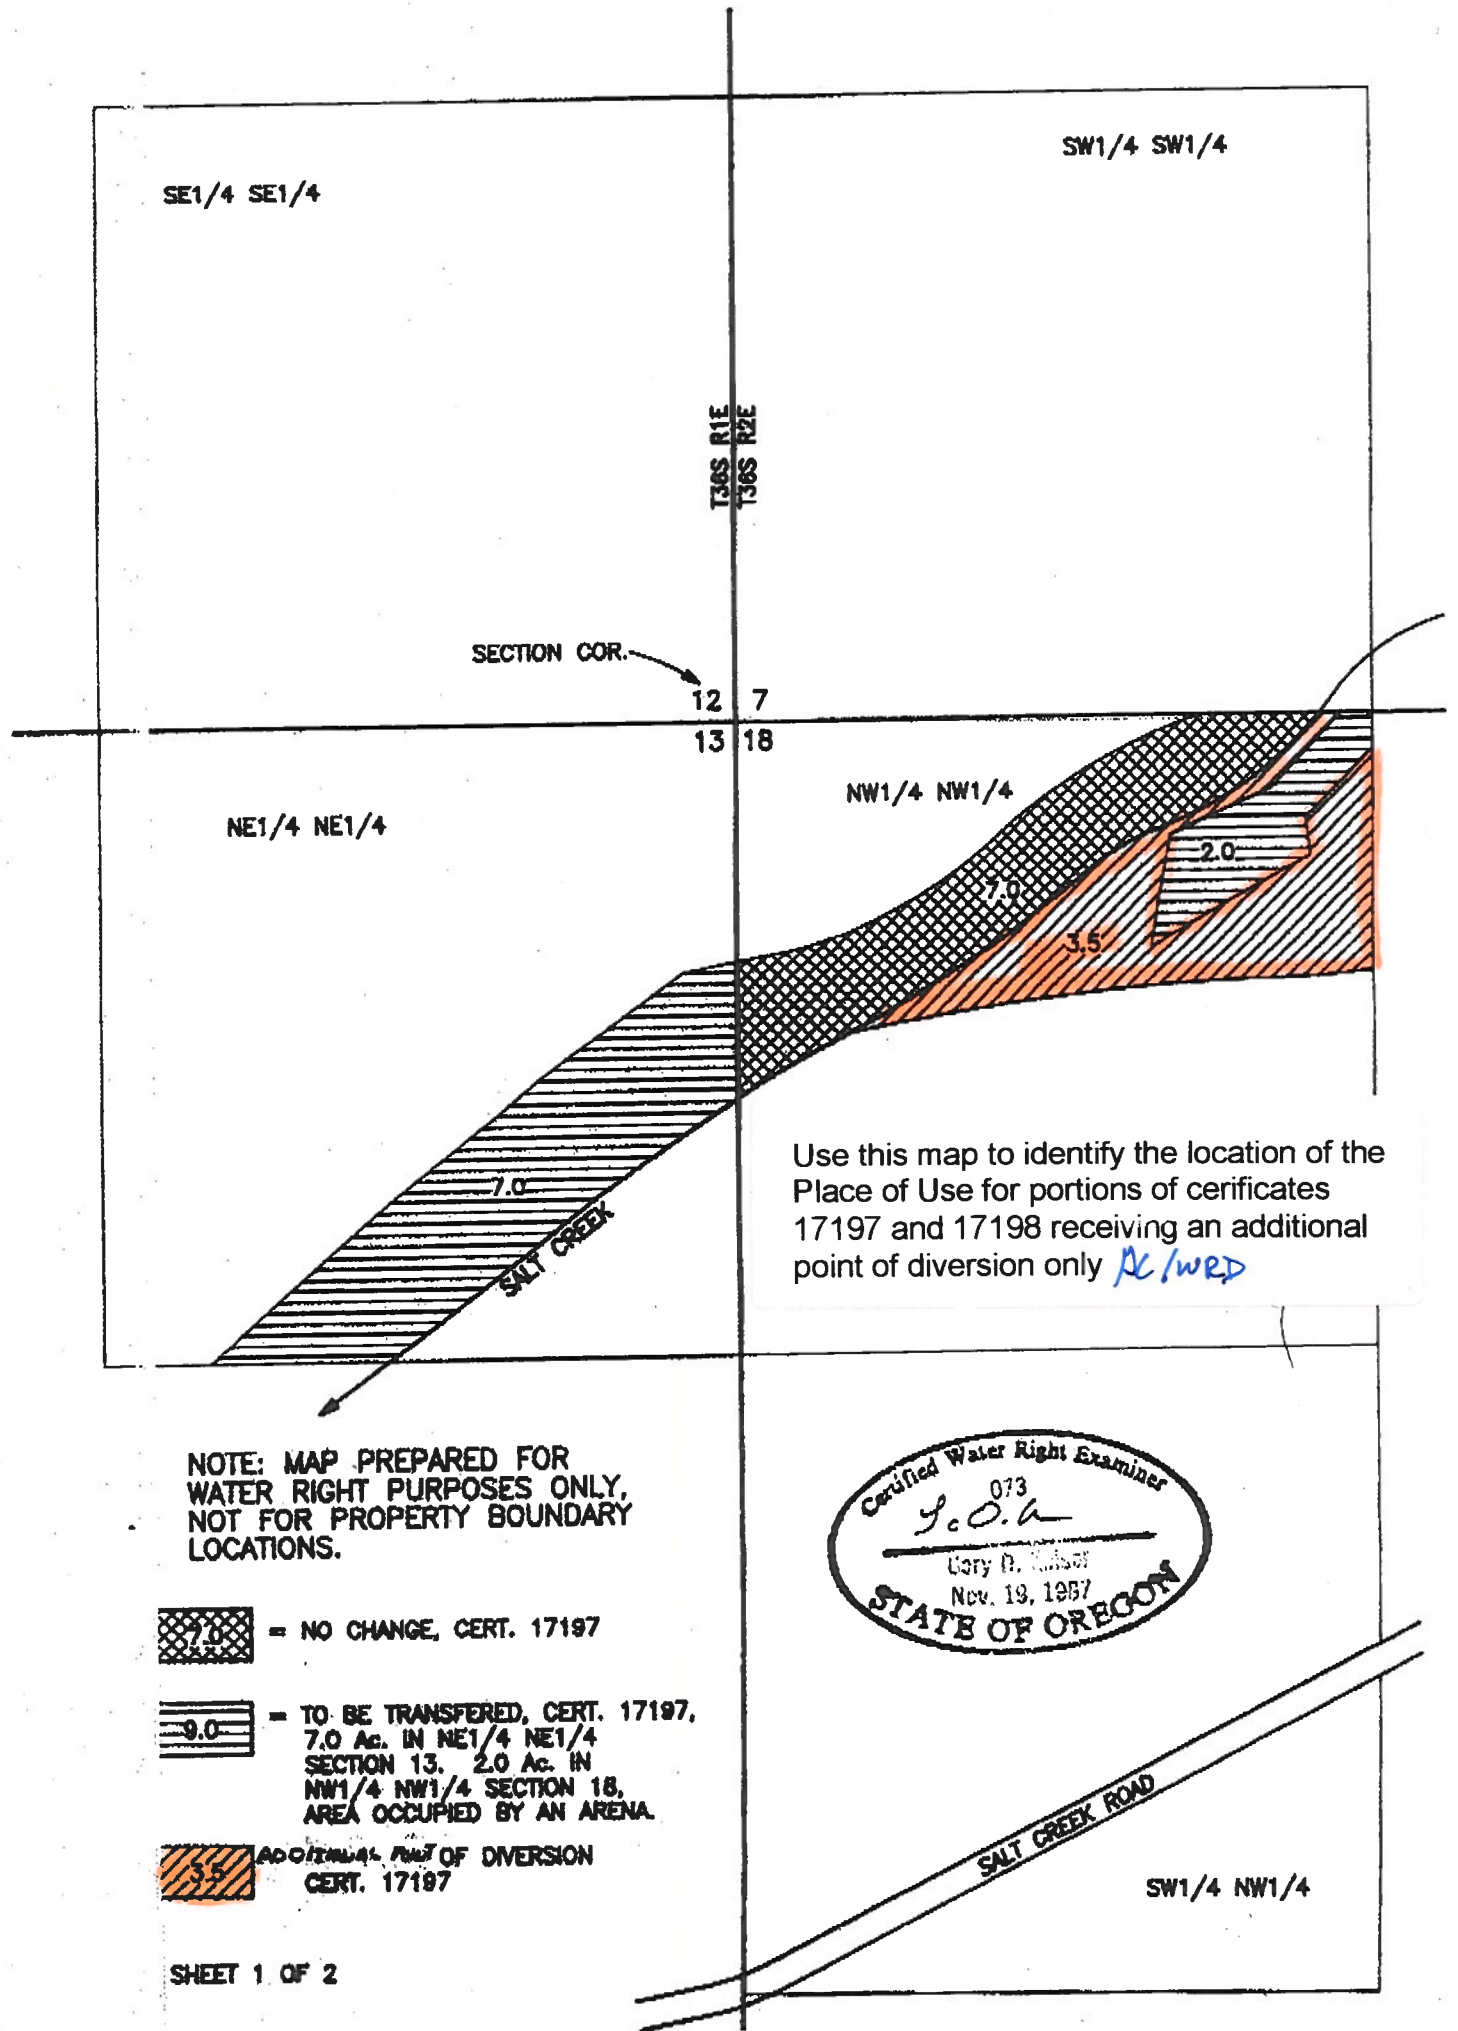 SW1/4 SW1/4
SE1/4 SE1/4
T36S R1E
T36S R2E
SECTION COR.
12 7
13 18
NW1/4 NW1/4
NE1/4 NE1/4
2.0
7.0
3.5
7.0
SALT CREEK
Use this map to identify the location of the
Place of Use for portions of cerificates
17197 and 17198 receiving an additional
point of diversion only AC/WRD
NOTE: MAP PREPARED FOR
WATER RIGHT PURPOSES ONLY,
NOT FOR PROPERTY BOUNDARY
LOCATIONS.
Certified Water Right Examiner
073
Nov. 19, 1987
STATE OF OREGON
7.0 = NO CHANGE, CERT. 17197
9.0 = TO BE TRANSFERED, CERT. 17197,
7.0 Ac. IN NE1/4 NE1/4
SECTION 13. 2.0 Ac. IN
NW1/4 NW1/4 SECTION 18,
AREA OCCUPIED BY AN ARENA.
3.5 ADDITIONAL POINT OF DIVERSION
CERT. 17197
SALT CREEK ROAD
SW1/4 NW1/4
SHEET 1 OF 2